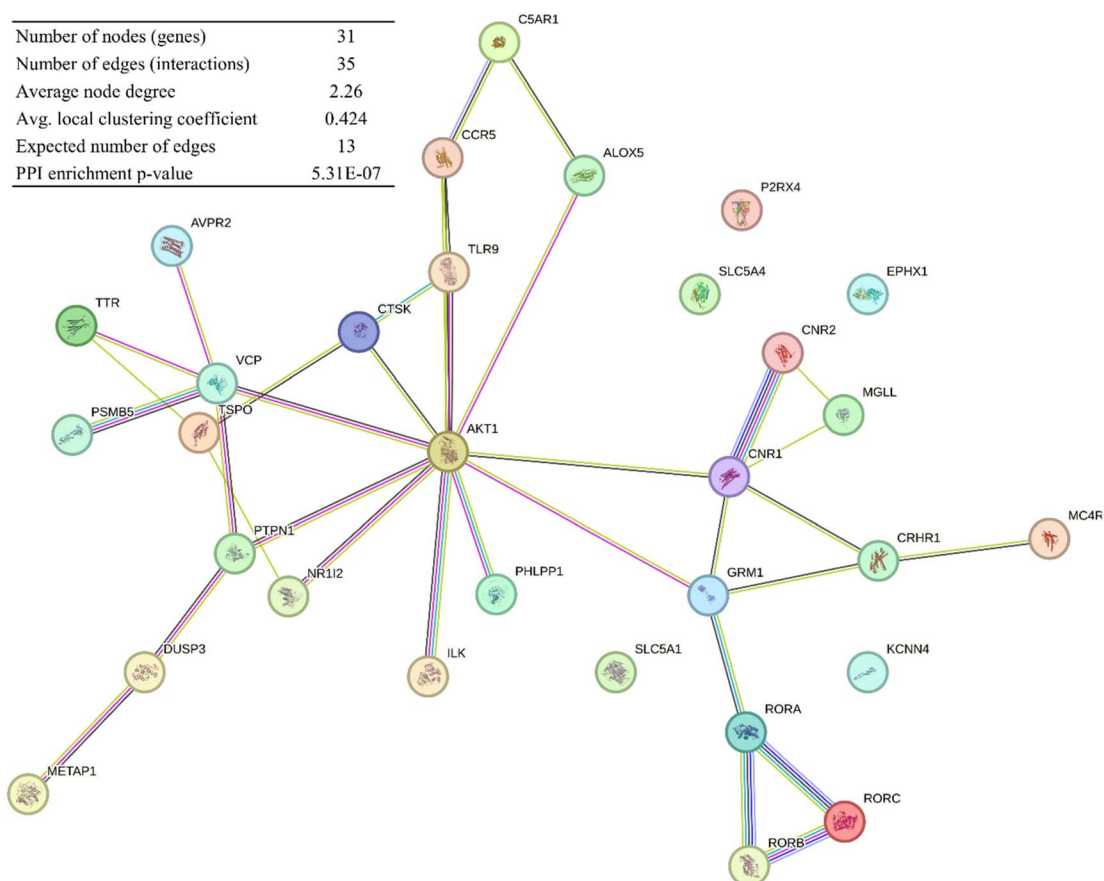 Number of nodes (genes) 31
Number of edges (interactions) 35
Average node degree 2.26
Avg. local clustering coefficient 0.424
Expected number of edges 13
PPI enrichment p-value 5.31E-07
C5AR1
CCR5
ALOX5
P2RX4
AVPR2
TLR9
SLC5A4
EPHX1
TTR
CTSK
CNR2
VCP
MGLL
PSMB5
TSPO
AKT1
CNR1
MC4R
PTPN1
CRHR1
NR1I2
PHLPP1
GRM1
DUSP3
ILK
SLC5A1
KCNN4
RORA
METAP1
RORC
RORB